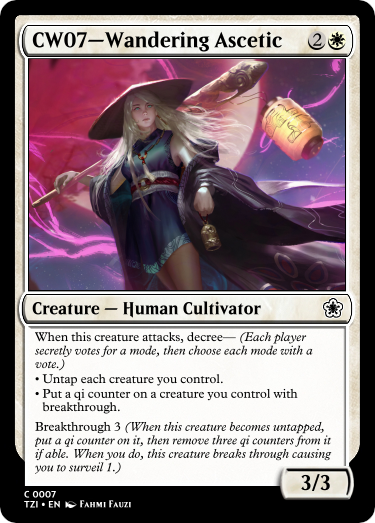 CW07—Wandering Ascetic 2
Creature — Human Cultivator
When this creature attacks, decree— (Each player
secretly votes for a mode, then choose each mode with a
vote.)
• Untap each creature you control.
• Put a qi counter on a creature you control with
breakthrough.
Breakthrough 3 (When this creature becomes untapped,
put a qi counter on it, then remove three qi counters from it
if able. When you do, this creature breaks through causing
you to surveil 1.)
3/3
C 0007
TZI • EN Fahmi Fauzi